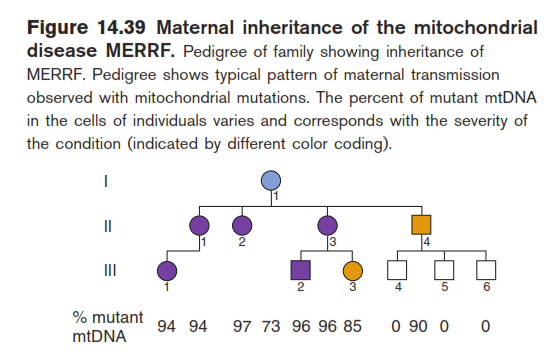 Figure 14.39 Maternal inheritance of the mitochondrial
disease MERRF. Pedigree of family showing inheritance of
MERRF. Pedigree shows typical pattern of maternal transmission
observed with mitochondrial mutations. The percent of mutant mtDNA
in the cells of individuals varies and corresponds with the severity of
the condition (indicated by different color coding).
I
1
II
1 2 3 4
III
1 2 3 4 5 6
% mutant
mtDNA
94 94 97 73 96 96 85 0 90 0 0